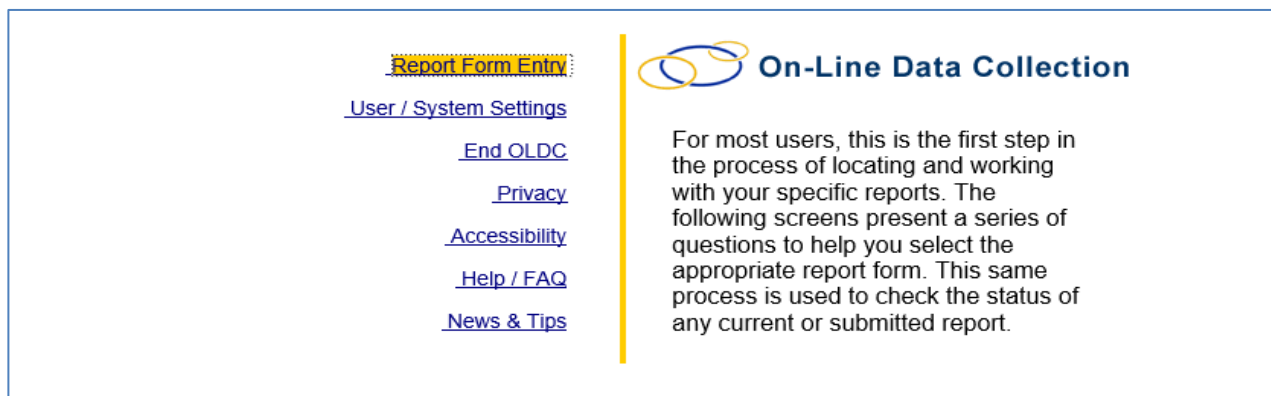 Report Form Entry
User / System Settings
End OLDC
Privacy
Accessibility
Help / FAQ
News & Tips
On-Line Data Collection
For most users, this is the first step in
the process of locating and working
with your specific reports. The
following screens present a series of
questions to help you select the
appropriate report form. This same
process is used to check the status of
any current or submitted report.